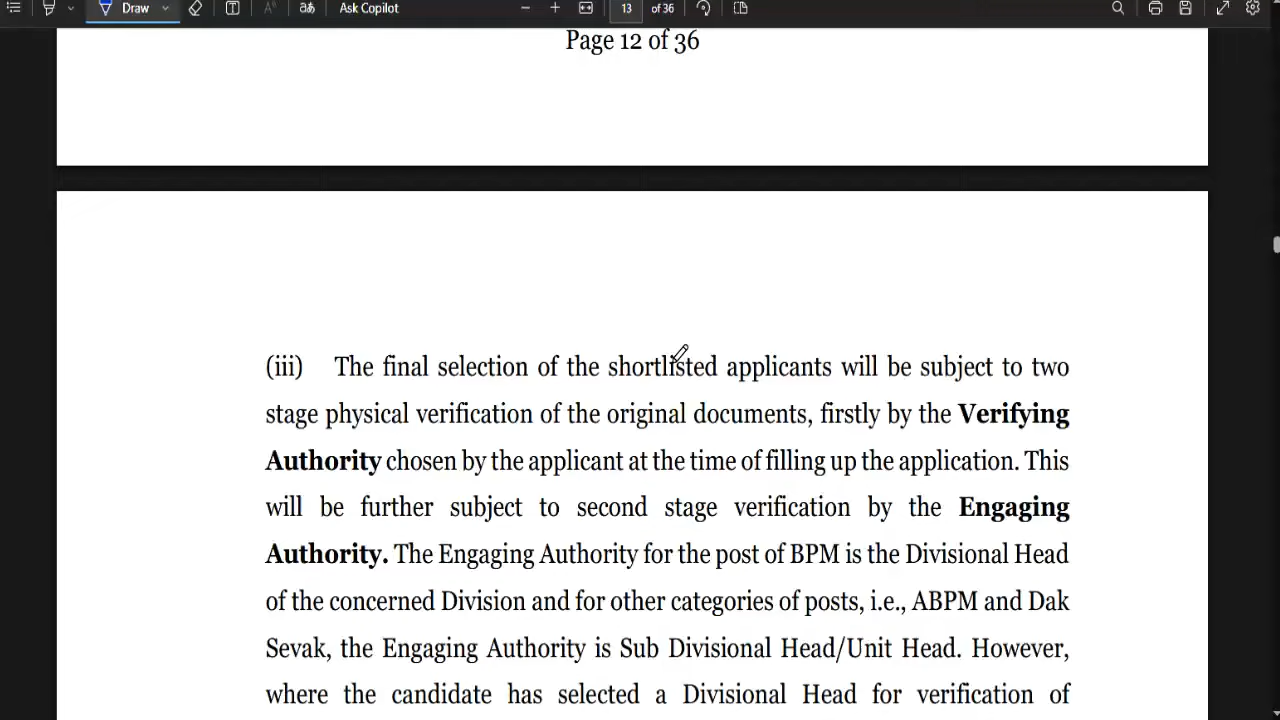 Draw
Ask Copilot
13 of 36
Page 12 of 36
(iii) The final selection of the shortlisted applicants will be subject to two
stage physical verification of the original documents, firstly by the Verifying
Authority chosen by the applicant at the time of filling up the application. This
will be further subject to second stage verification by the Engaging
Authority. The Engaging Authority for the post of BPM is the Divisional Head
of the concerned Division and for other categories of posts, i.e., ABPM and Dak
Sevak, the Engaging Authority is Sub Divisional Head/Unit Head. However,
where the candidate has selected a Divisional Head for verification of